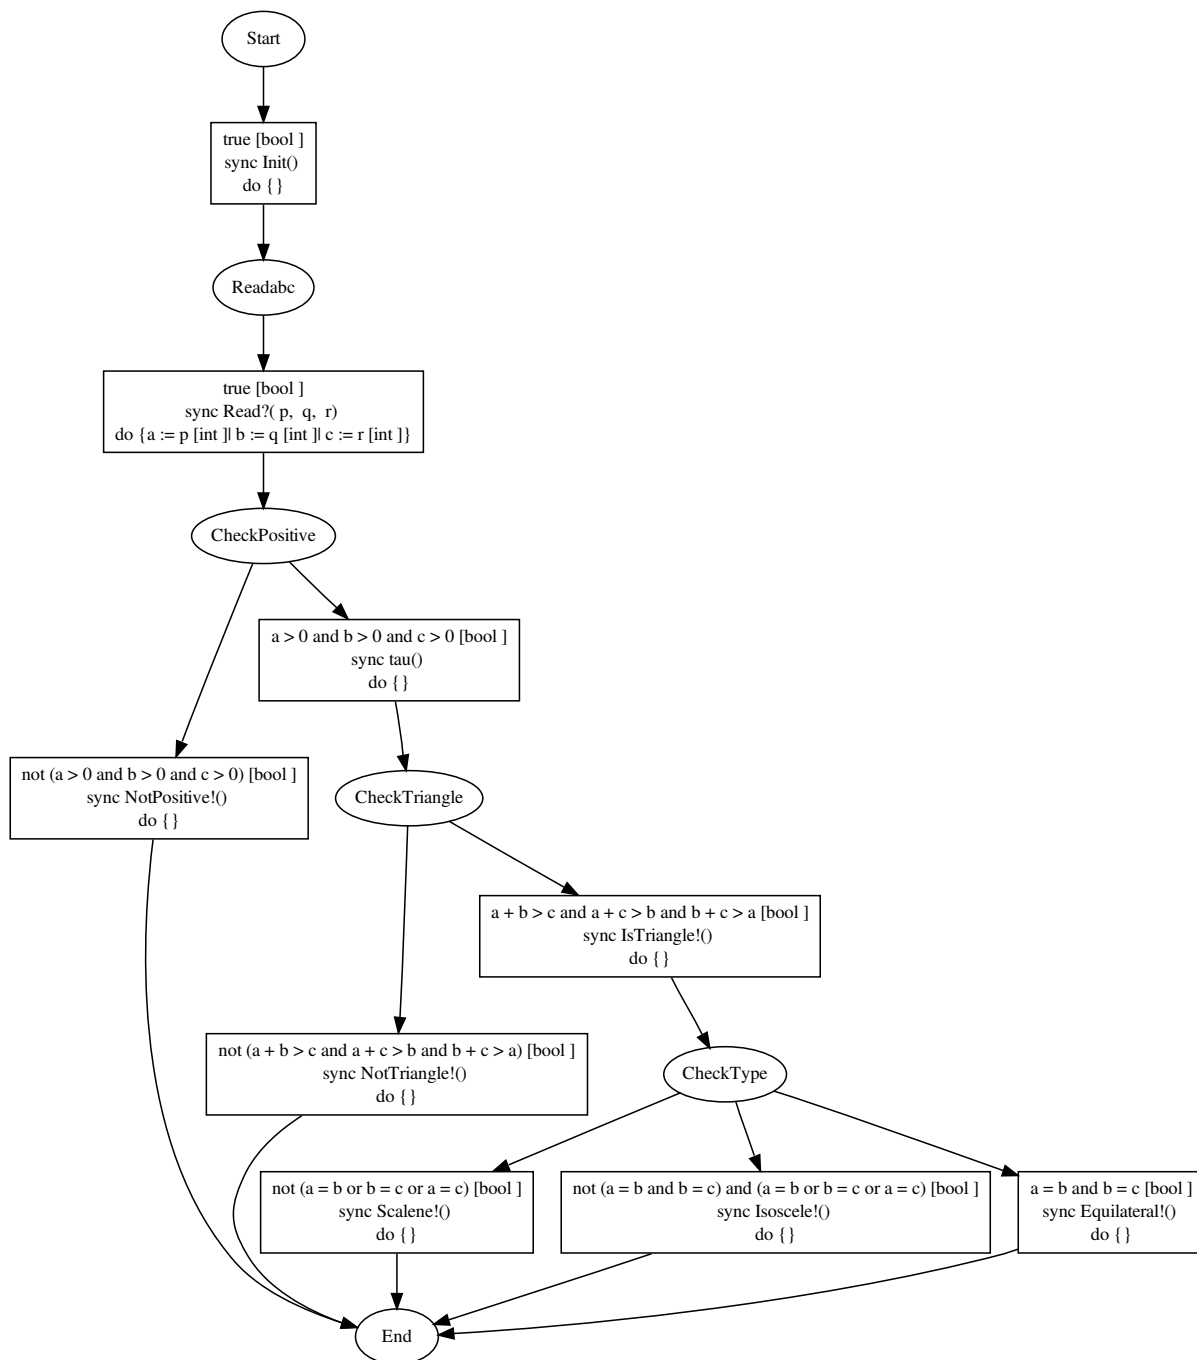 Start
true [bool ]
sync Init()
do {}
Readabc
true [bool ]
sync Read?( p, q, r)
do {a := p [int ]| b := q [int ]| c := r [int ]}
CheckPositive
a > 0 and b > 0 and c > 0 [bool ]
sync tau()
do {}
not (a > 0 and b > 0 and c > 0) [bool ]
sync NotPositive!()
do {}
CheckTriangle
a + b > c and a + c > b and b + c > a [bool ]
sync IsTriangle!()
do {}
not (a + b > c and a + c > b and b + c > a) [bool ]
sync NotTriangle!()
do {}
CheckType
not (a = b or b = c or a = c) [bool ]
sync Scalene!()
do {}
not (a = b and b = c) and (a = b or b = c or a = c) [bool ]
sync Isoscele!()
do {}
a = b and b = c [bool ]
sync Equilateral!()
do {}
End